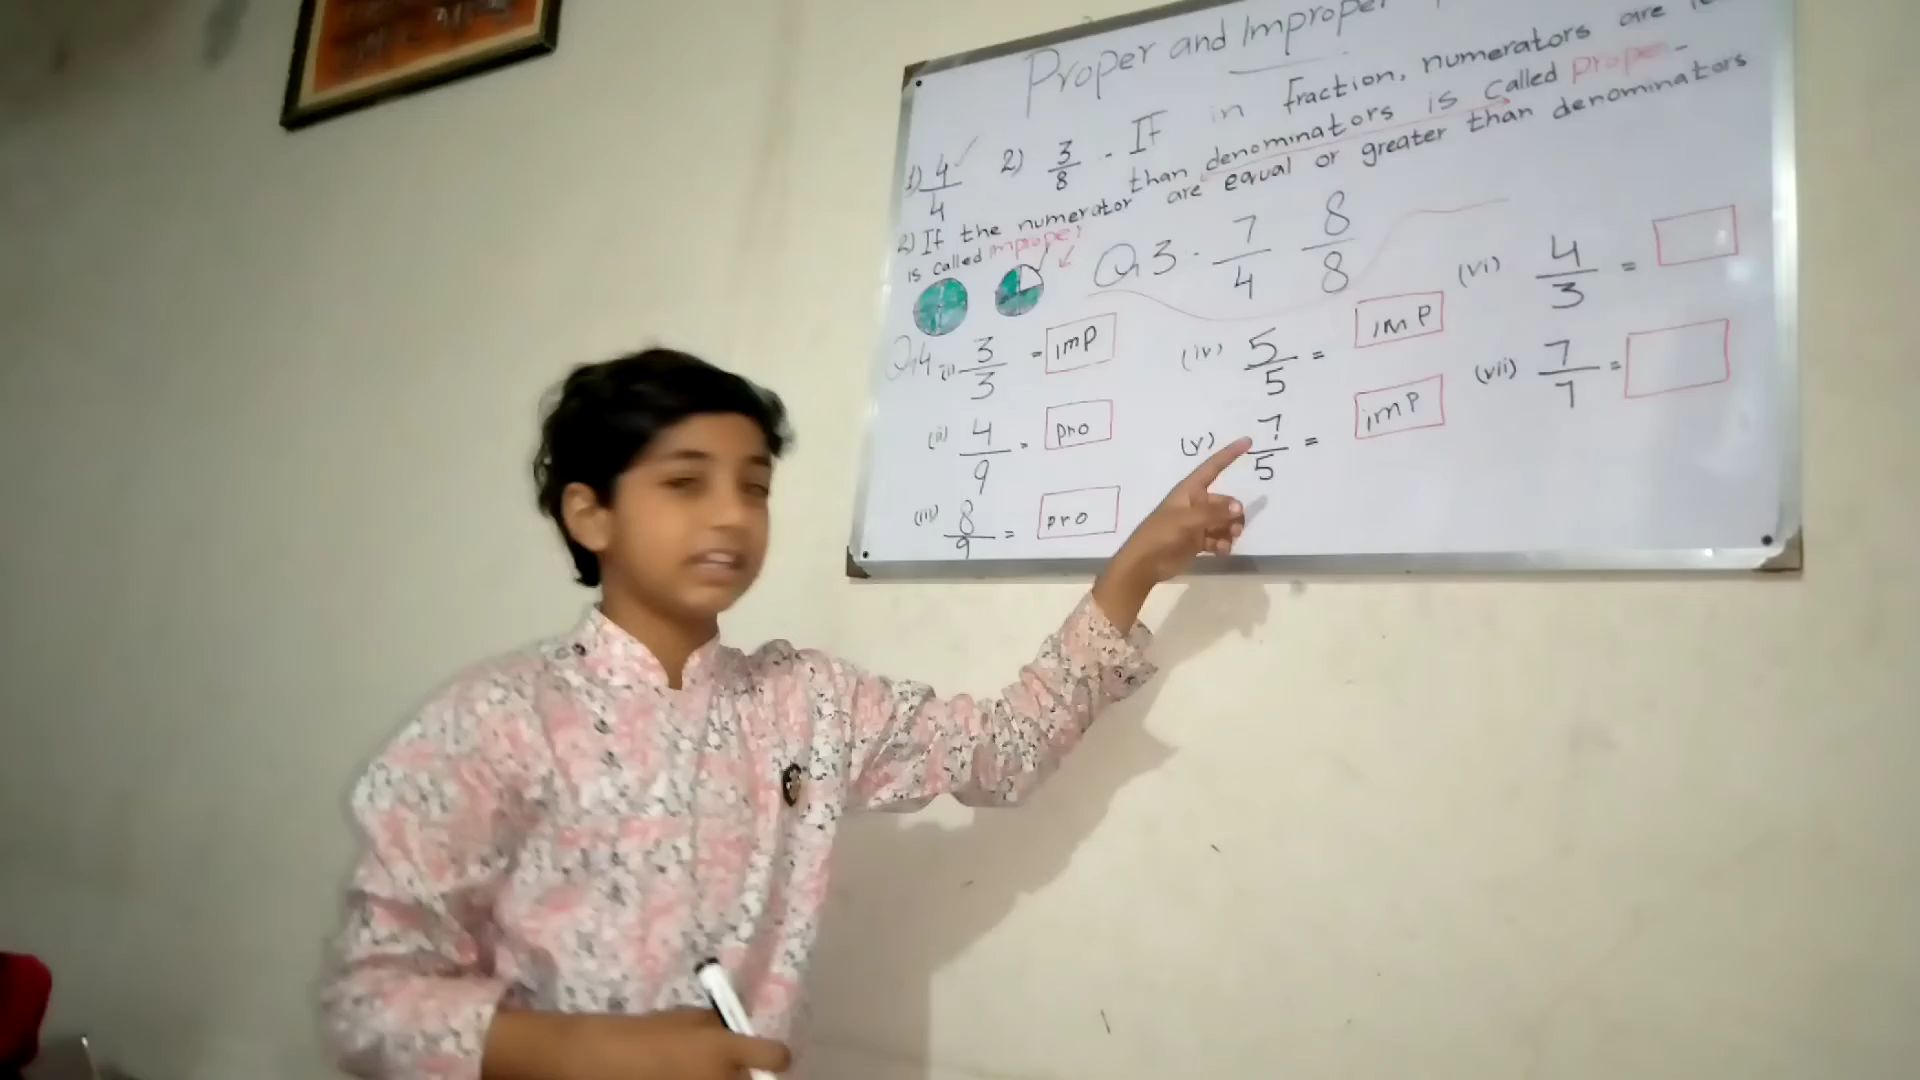 Proper and Improper
1) 4/4 2) 3/8 - If in fraction, numerators are
than denominators is called proper -
2) If the numerator are equal or greater than denominators
is called improper
Q3. 7/4 8/8
Q4 (i) 3/3 = imp
(ii) 4/9 = pro
(iii) 8/9 = pro
(iv) 5/5 = imp
(v) 7/5 = imp
(vi) 4/3 =
(vii) 7/7 =